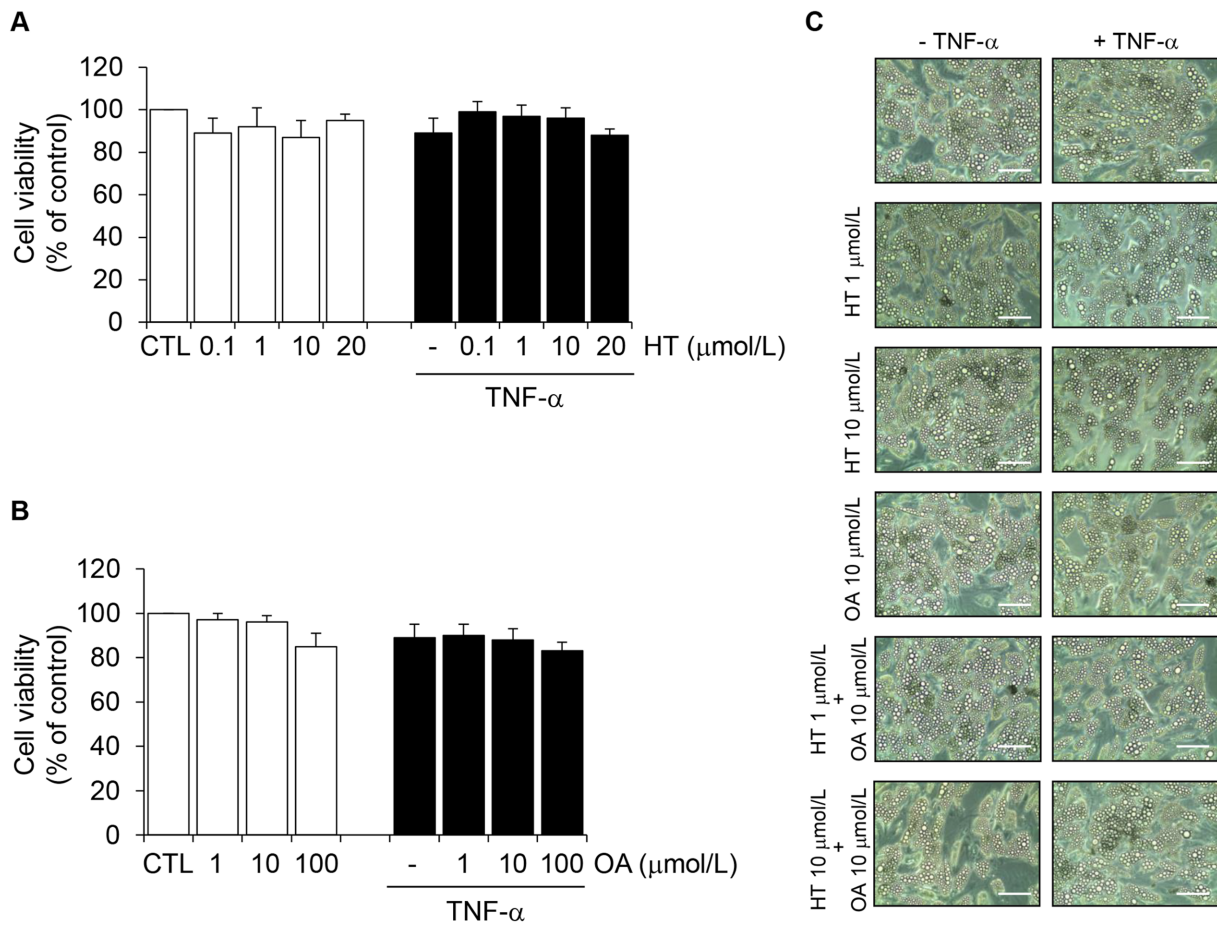 A
120
100
80
60
40
20
0
Cell viability
(% of control)
CTL 0.1 1 10 20 - 0.1 1 10 20 HT (μmol/L)
TNF-α
B
120
100
80
60
40
20
0
Cell viability
(% of control)
CTL 1 10 100 - 1 10 100 OA (μmol/L)
TNF-α
C
- TNF-α + TNF-α
HT 1 μmol/L
HT 10 μmol/L
OA 10 μmol/L
HT 1 μmol/L
+
OA 10 μmol/L
HT 10 μmol/L
+
OA 10 μmol/L